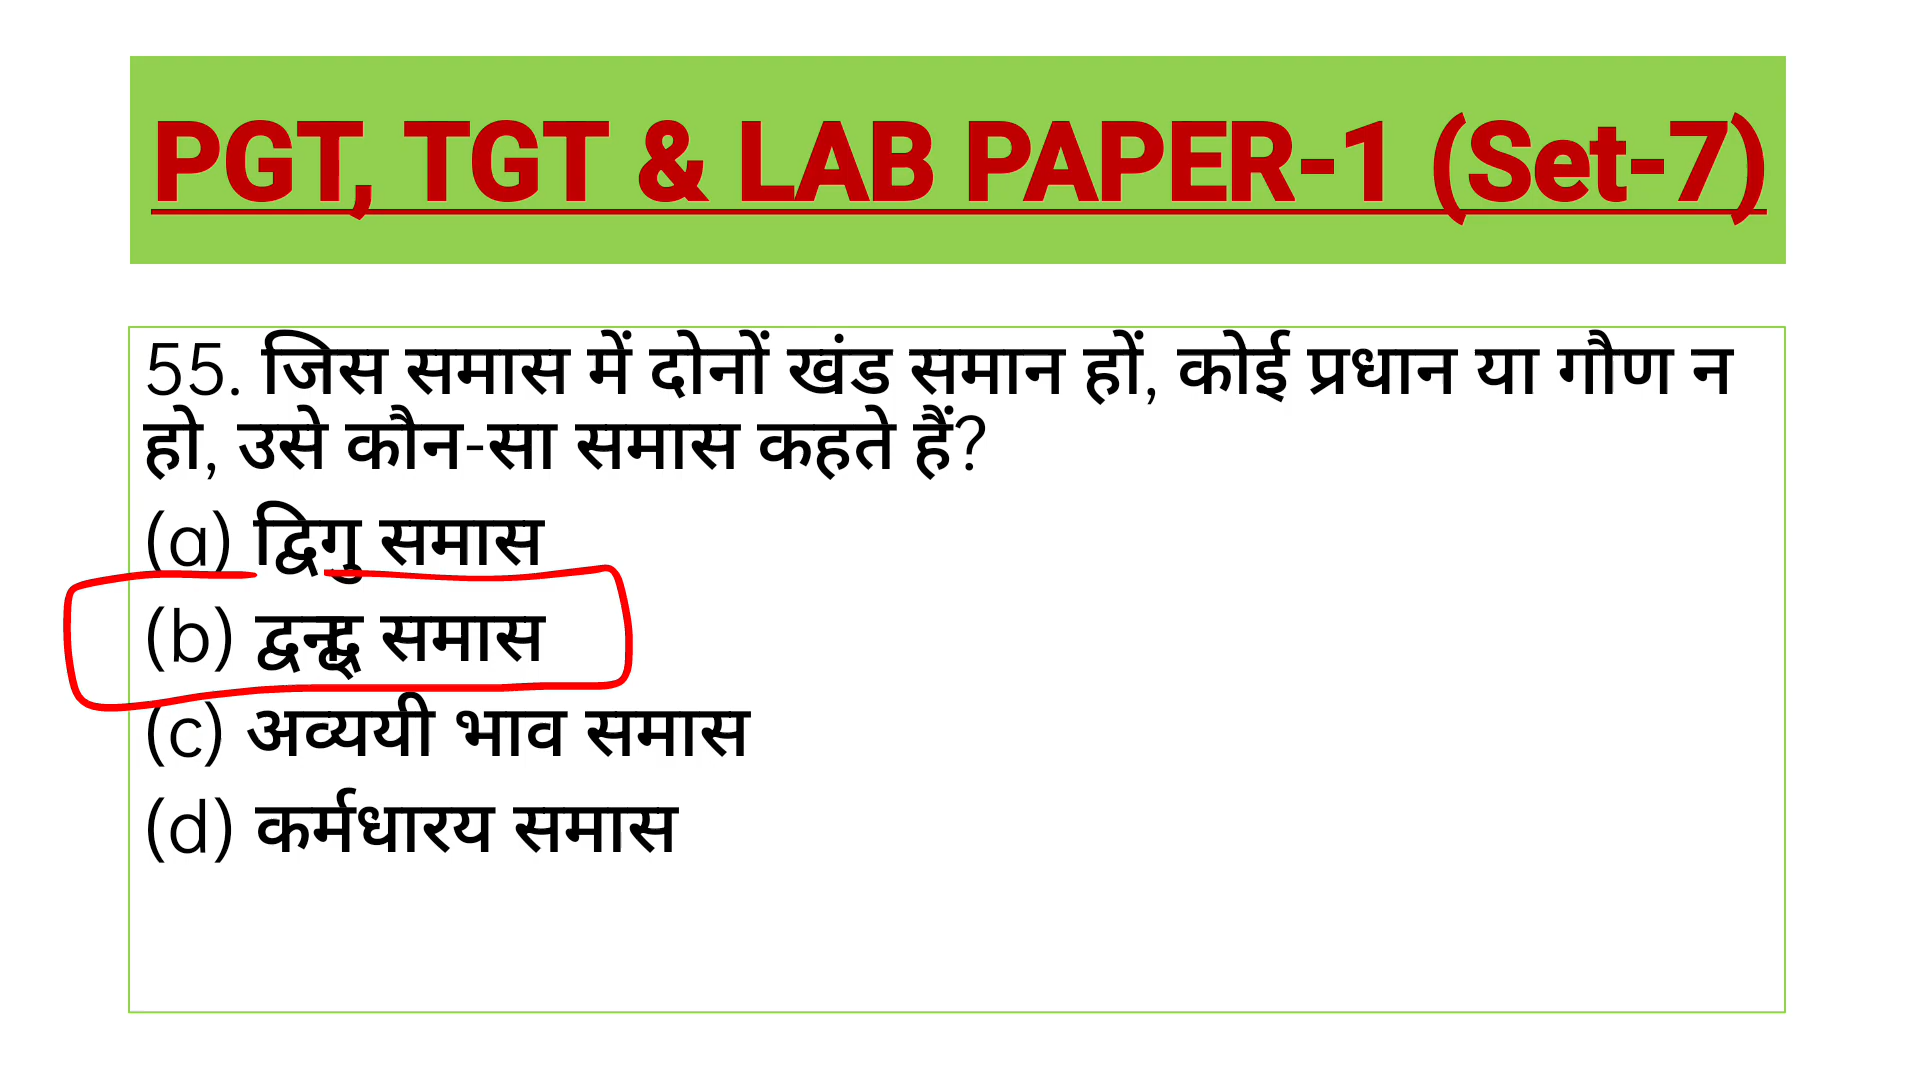 PGT, TGT & LAB PAPER-1 (Set-7)
55. जिस समास में दोनों खंड समान हों, कोई प्रधान या गौण न
हो, उसे कौन-सा समास कहते हैं?
(a) द्विगु समास
(b) द्वन्द्व समास
(c) अव्ययी भाव समास
(d) कर्मधारय समास